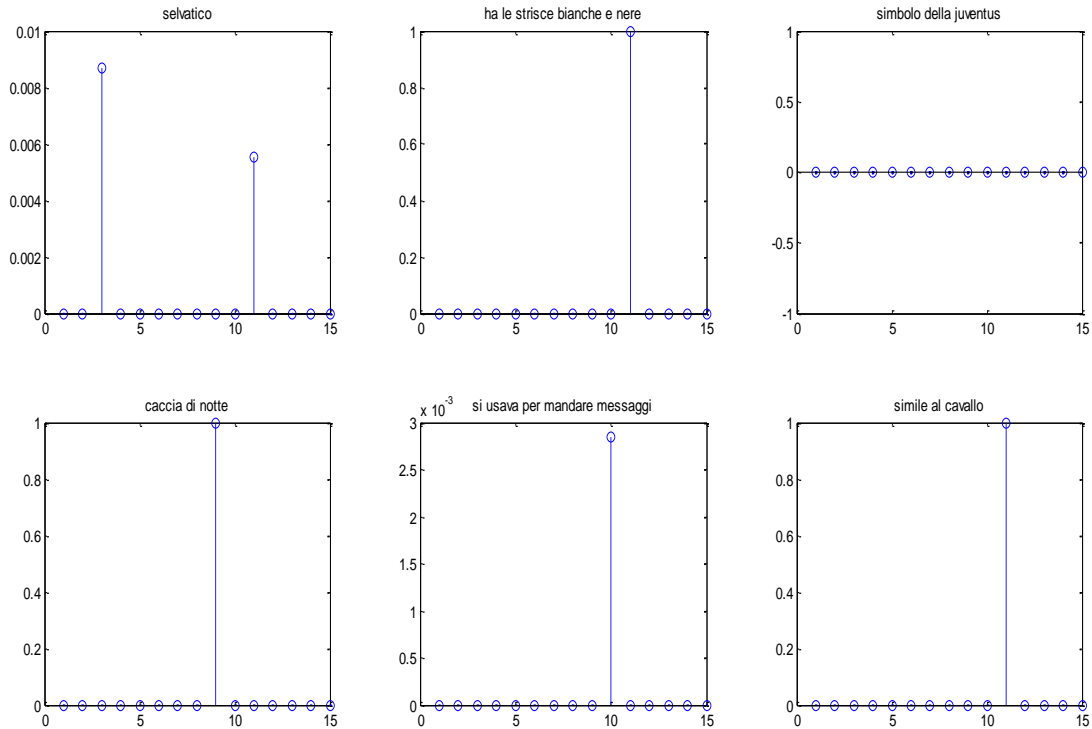 selvatico
0.01
0.008
0.006
0.004
0.002
0
0 5 10 15
ha le strisce bianche e nere
1
0.8
0.6
0.4
0.2
0
0 5 10 15
simbolo della juventus
1
0.5
0
-0.5
-1
0 5 10 15
caccia di notte
1
0.8
0.6
0.4
0.2
0
0 5 10 15
si usava per mandare messaggi
x 10^-3
3
2.5
2
1.5
1
0.5
0
0 5 10 15
simile al cavallo
1
0.8
0.6
0.4
0.2
0
0 5 10 15